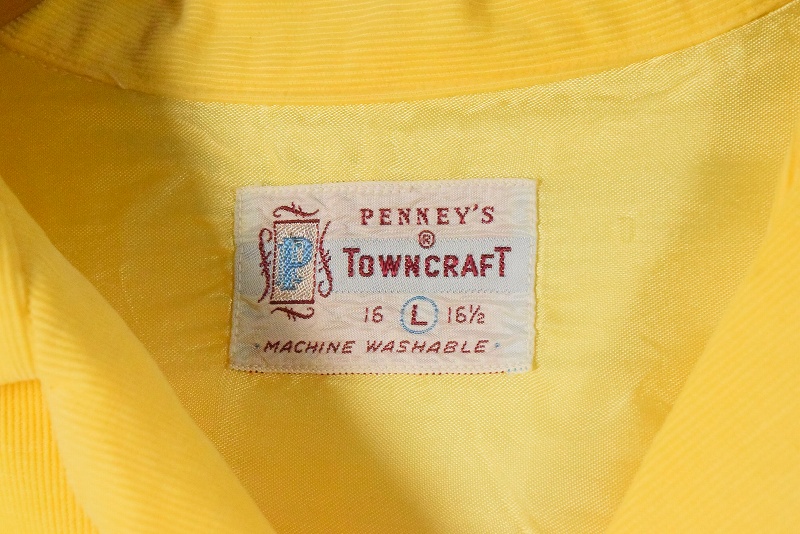 PENNEY'S
®
P TOWNCRAFT
16 L 16½
· MACHINE WASHABLE ·